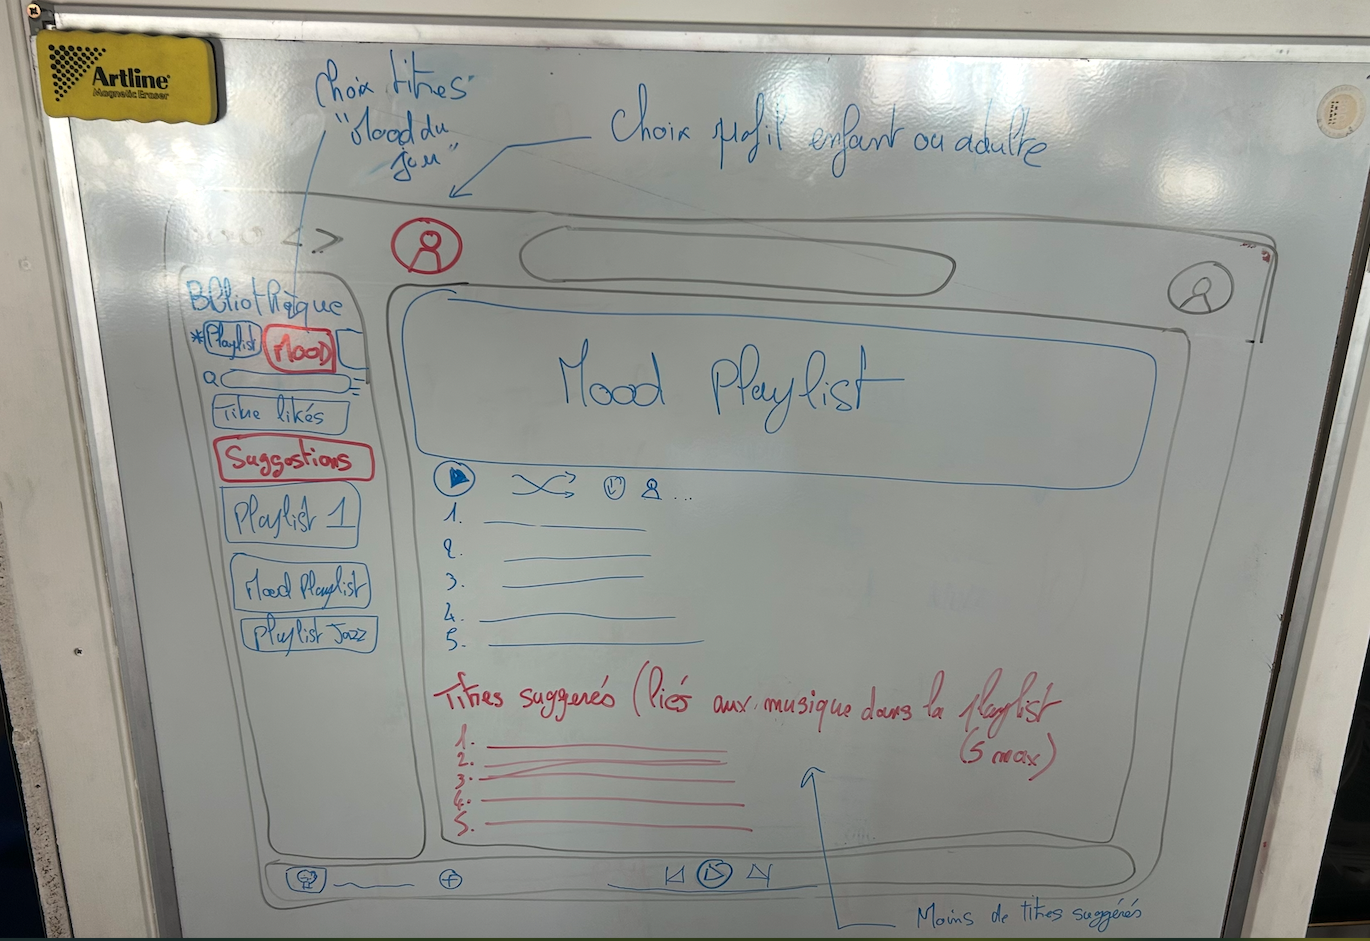 Artline
Magnetic Eraser
Choix titres
"Mood du
jour"
Choix profil enfant ou adulte
< >
Bibliothèque
*Playlist
MOOD
Titre likés
Suggestions
Playlist 1
Mood Playlist
Playlist Jazz
Mood Playlist
...
1.
2.
3.
4.
5.
Titres suggerés (liés aux musique dans la playlist
(5 max)
1.
2.
3.
4.
5.
Moins de titres suggérés